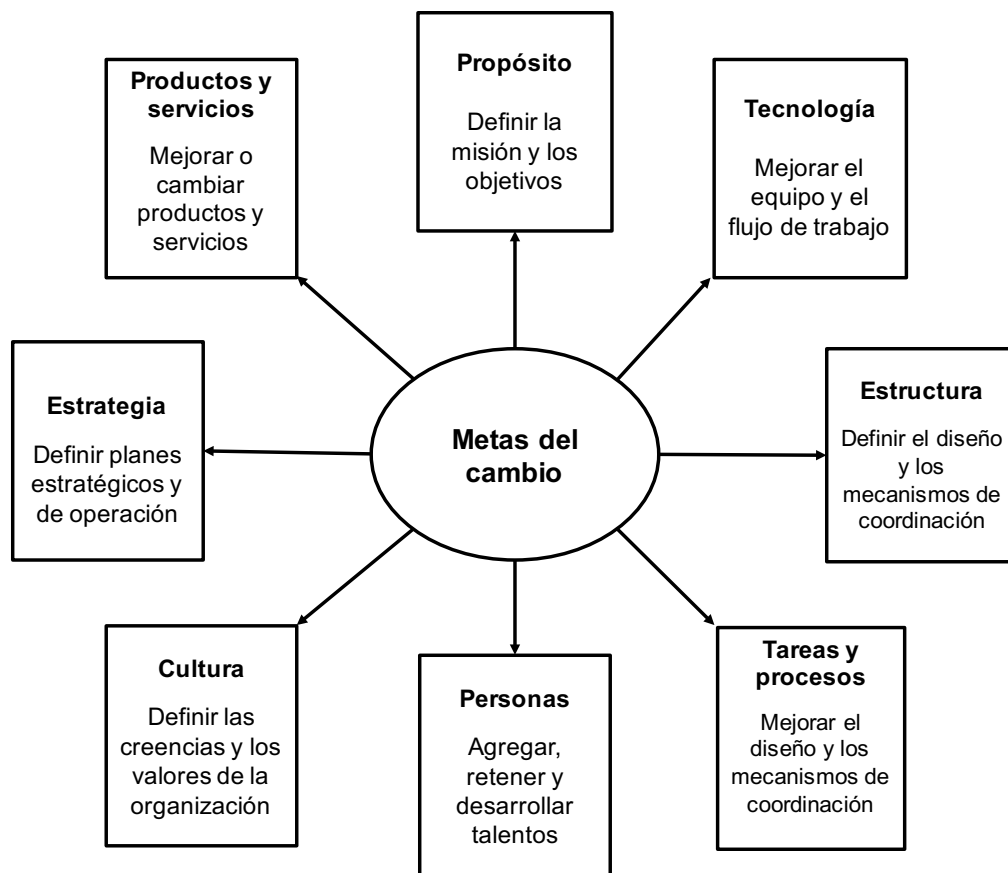 Propósito
Definir la
misión y los
objetivos
Productos y
servicios
Mejorar o
cambiar
productos y
servicios
Tecnología
Mejorar el
equipo y el
flujo de trabajo
Estrategia
Definir planes
estratégicos y
de operación
Metas del
cambio
Estructura
Definir el diseño
y los
mecanismos de
coordinación
Cultura
Definir las
creencias y los
valores de la
organización
Personas
Agregar,
retener y
desarrollar
talentos
Tareas y
procesos
Mejorar el
diseño y los
mecanismos de
coordinación